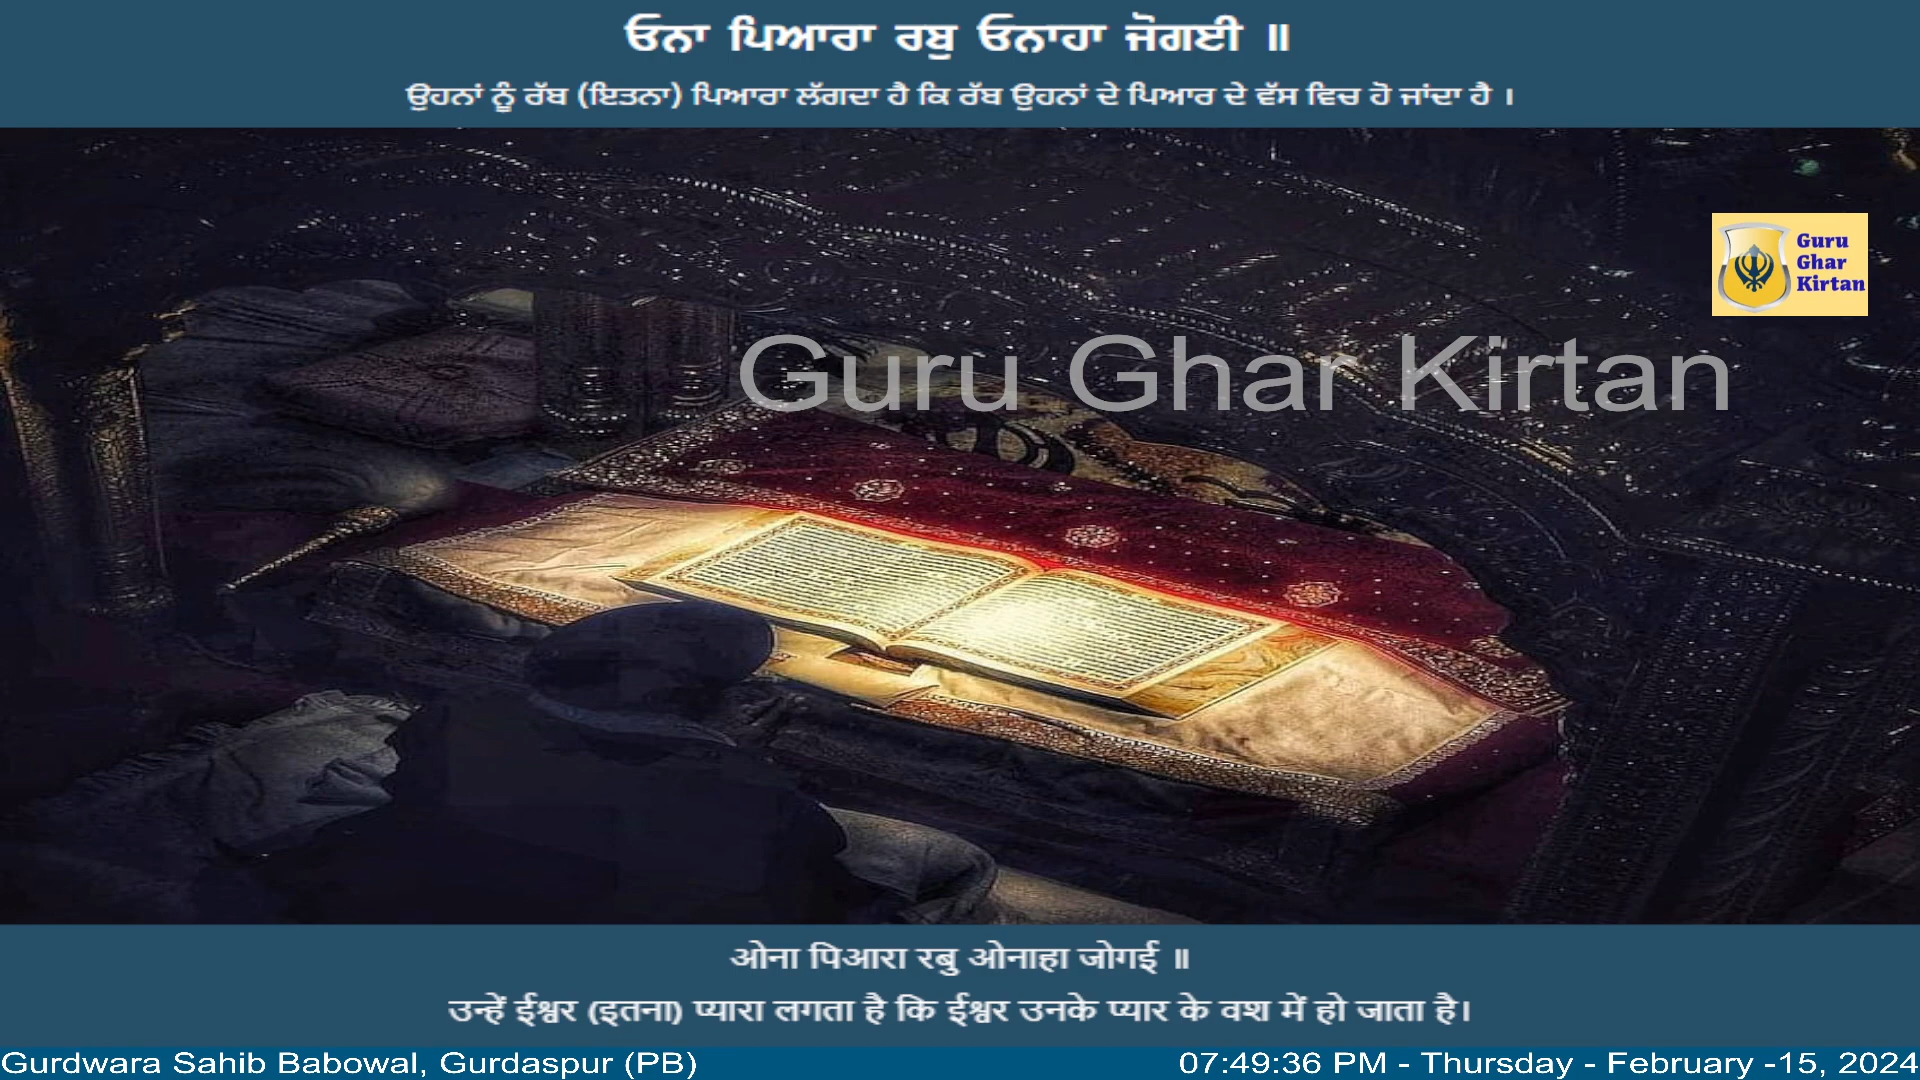 ਓਨਾ ਪਿਆਰਾ ਰਬੁ ਓਨਾਹਾ ਜੋਗਈ ॥
ਉਹਨਾਂ ਨੂੰ ਰੱਬ (ਇਤਨਾ) ਪਿਆਰਾ ਲੱਗਦਾ ਹੈ ਕਿ ਰੱਬ ਉਹਨਾਂ ਦੇ ਪਿਆਰ ਦੇ ਵੱਸ ਵਿਚ ਹੋ ਜਾਂਦਾ ਹੈ ।
Guru
Ghar
Kirtan
Guru Ghar Kirtan
ओना पिआरा रबु ओनाहा जोगई ॥
उन्हें ईश्वर (इतना) प्यारा लगता है कि ईश्वर उनके प्यार के वश में हो जाता है।
Gurdwara Sahib Babowal, Gurdaspur (PB)
07:49:36 PM - Thursday - February -15, 2024